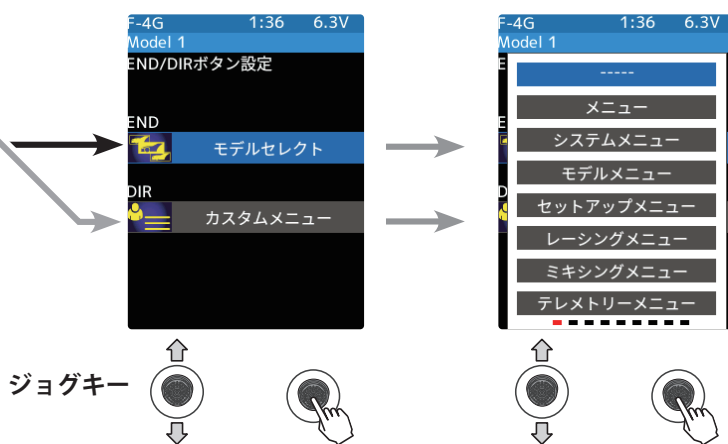 F-4G 1:36 6.3V
Model 1
END/DIRボタン設定
END
モデルセレクト
DIR
カスタムメニュー
F-4G 1:36 6.3V
Model 1
E
-----
メニュー
E
システムメニュー
モデルメニュー
D
セットアップメニュー
レーシングメニュー
ミキシングメニュー
テレメトリーメニュー
ジョグキー